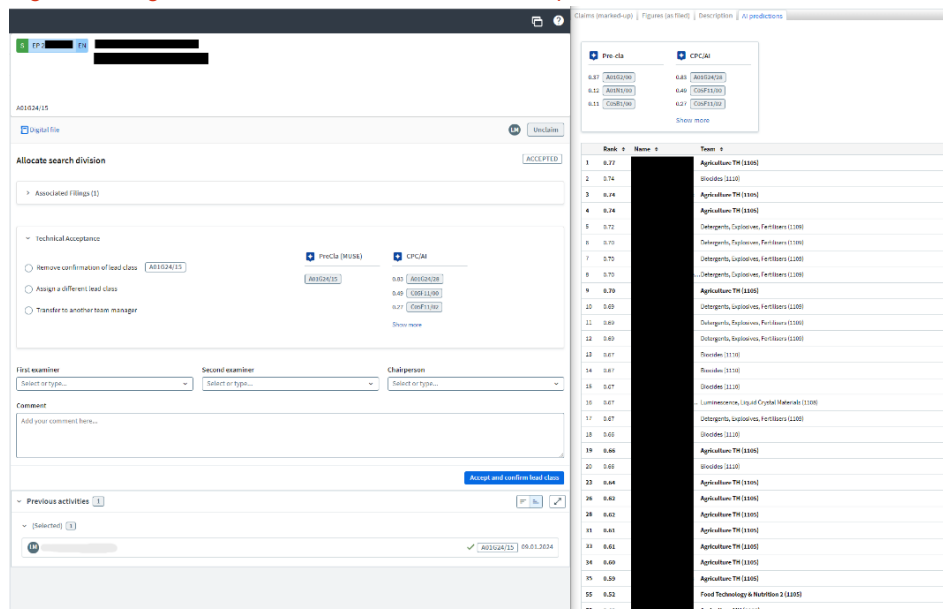 Claims (marked-up) | Figures (as filed) | Description | AI predictions
S EP2 EN
A01G24/15
Digital file
LM Unclaim
Allocate search division
ACCEPTED
Associated Filings (1)
Technical Acceptance
Remove confirmation of lead class A01G24/15
Assign a different lead class
Transfer to another team manager
PreCla (MUSE)
A01G24/15
CPC/AI
0.83 A01G24/28
0.49 C05F11/00
0.27 C05F11/02
Show more
First examiner
Select or type...
Second examiner
Select or type...
Chairperson
Select or type...
Comment
Add your comment here...
Accept and confirm lead class
Previous activities 1
(Selected) 1
LM
A01G24/15 09.01.2024
Pre-cla
0.37 A01G2/00
0.12 A01N1/00
0.11 C05B1/00
CPC/AI
0.83 A01G24/28
0.49 C05F11/00
0.27 C05F11/02
Show more
Rank Name Team
1 0.77 Agriculture TH (1105)
2 0.74 Biocides (1110)
3 0.74 Agriculture TH (1105)
4 0.74 Agriculture TH (1105)
5 0.72 Detergents, Explosives, Fertilisers (1109)
6 0.70 Detergents, Explosives, Fertilisers (1109)
7 0.70 Detergents, Explosives, Fertilisers (1109)
8 0.70 ...Detergents, Explosives, Fertilisers (1109)
9 0.70 Agriculture TH (1105)
10 0.69 Detergents, Explosives, Fertilisers (1109)
11 0.69 Detergents, Explosives, Fertilisers (1109)
12 0.69 Detergents, Explosives, Fertilisers (1109)
13 0.67 Biocides (1110)
14 0.67 Biocides (1110)
15 0.67 Biocides (1110)
16 0.67 ... Luminescence, Liquid Crystal Materials (1108)
17 0.67 Detergents, Explosives, Fertilisers (1109)
18 0.66 Biocides (1110)
19 0.66 Agriculture TH (1105)
20 0.66 Biocides (1110)
23 0.64 Agriculture TH (1105)
26 0.62 Agriculture TH (1105)
28 0.62 Agriculture TH (1105)
31 0.61 Agriculture TH (1105)
33 0.61 Agriculture TH (1105)
34 0.60 Agriculture TH (1105)
35 0.59 Agriculture TH (1105)
55 0.52 Food Technology & Nutrition 2 (1105)